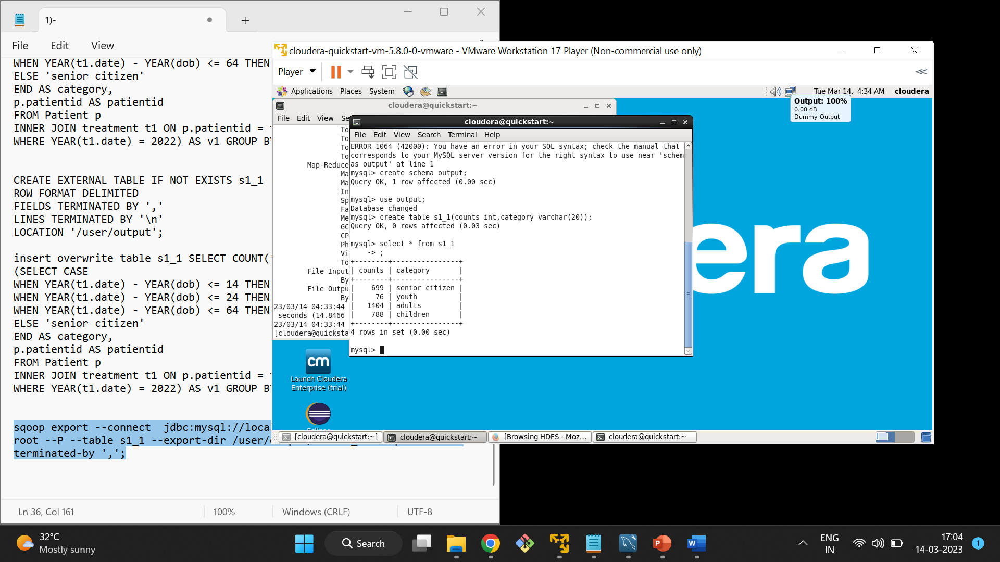 1)-
File Edit View
WHEN YEAR(t1.date) - YEAR(dob) <= 64 THEN
ELSE 'senior citizen'
END AS category,
p.patientid AS patientid
FROM Patient p
INNER JOIN treatment t1 ON p.patientid =
WHERE YEAR(t1.date) = 2022) AS v1 GROUP BY
CREATE EXTERNAL TABLE IF NOT EXISTS s1_1
ROW FORMAT DELIMITED
FIELDS TERMINATED BY ','
LINES TERMINATED BY '\n'
LOCATION '/user/output';
insert overwrite table s1_1 SELECT COUNT(
(SELECT CASE
WHEN YEAR(t1.date) - YEAR(dob) <= 14 THEN
WHEN YEAR(t1.date) - YEAR(dob) <= 24 THEN
WHEN YEAR(t1.date) - YEAR(dob) <= 64 THEN
ELSE 'senior citizen'
END AS category,
p.patientid AS patientid
FROM Patient p
INNER JOIN treatment t1 ON p.patientid =
WHERE YEAR(t1.date) = 2022) AS v1 GROUP BY
sqoop export --connect  jdbc:mysql://loca
root --P --table s1_1 --export-dir /user/
terminated-by ',';
Ln 36, Col 161 100% Windows (CRLF) UTF-8
cloudera-quickstart-vm-5.8.0-0-vmware - VMware Workstation 17 Player (Non-commercial use only)
Player
Applications Places System Tue Mar 14, 4:34 AM cloudera
Output: 100%
0.00 dB
Dummy Output
cloudera@quickstart:~
File Edit View Se
To
To
To
To
Map-Reduce
Ma
Ma
In
Sp
Fa
Me
GC
CP
Ph
Vi
To
File Input
By
File Outpu
By
23/03/14 04:33:44
seconds (14.8466
23/03/14 04:33:44
[cloudera@quicksta
cloudera@quickstart:~
File Edit View Search Terminal Help
ERROR 1064 (42000): You have an error in your SQL syntax; check the manual that
corresponds to your MySQL server version for the right syntax to use near 'schem
as output' at line 1
mysql> create schema output;
Query OK, 1 row affected (0.00 sec)
mysql> use output;
Database changed
mysql> create table s1_1(counts int,category varchar(20));
Query OK, 0 rows affected (0.03 sec)
mysql> select * from s1_1
-> ;
+--------+----------------+
| counts | category       |
+--------+----------------+
|    699 | senior citizen |
|     76 | youth          |
|   1404 | adults         |
|    788 | children       |
+--------+----------------+
4 rows in set (0.00 sec)
mysql>
era
cm
Launch Cloudera
Enterprise (trial)
Eclipse
[cloudera@quickstart:~] cloudera@quickstart:~ [Browsing HDFS - Moz... cloudera@quickstart:~
32°C
Mostly sunny
Search
P
W
ENG
IN
17:04
14-03-2023
1